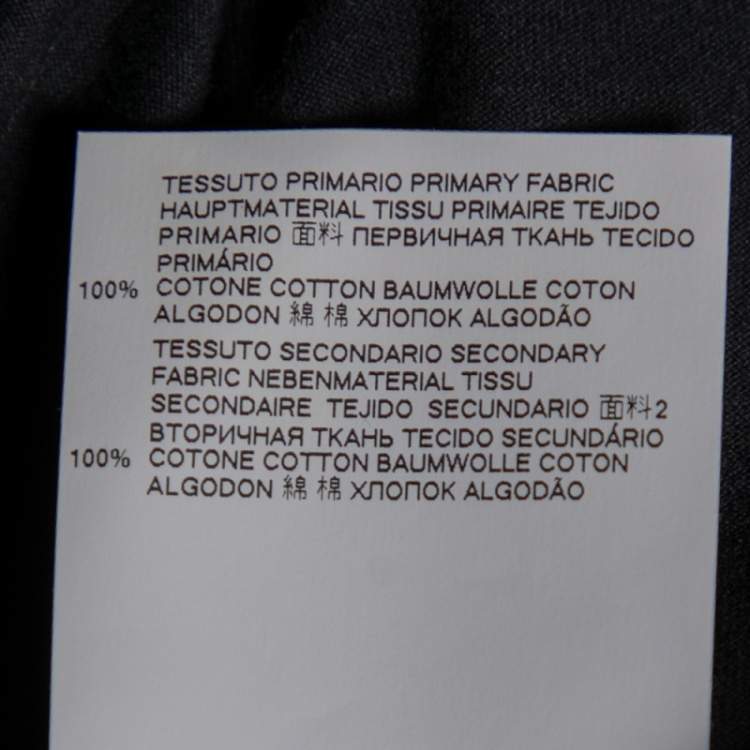 TESSUTO PRIMARIO PRIMARY FABRIC
HAUPTMATERIAL TISSU PRIMAIRE TEJIDO
PRIMARIO 面料 ПЕРВИЧНАЯ ТКАНЬ TECIDO
PRIMÁRIO
100% COTONE COTTON BAUMWOLLE COTON
ALGODON 綿 棉 ХЛОПОК ALGODÃO
TESSUTO SECONDARIO SECONDARY
FABRIC NEBENMATERIAL TISSU
SECONDAIRE TEJIDO SECUNDARIO 面料2
ВТОРИЧНАЯ ТКАНЬ TECIDO SECUNDÁRIO
100% COTONE COTTON BAUMWOLLE COTON
ALGODON 綿 棉 ХЛОПОК ALGODÃO